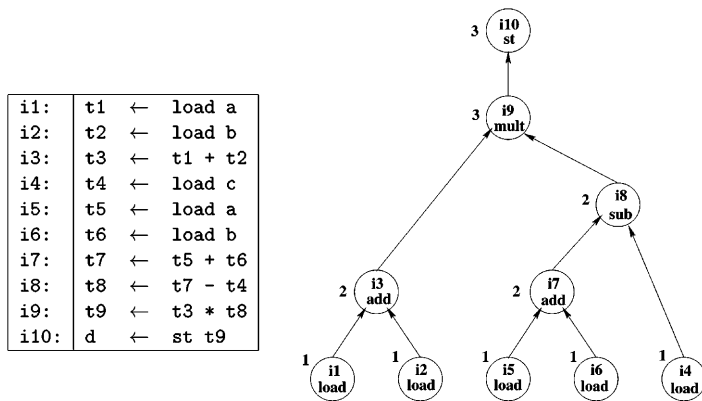 i1: t1 ← load a
i2: t2 ← load b
i3: t3 ← t1 + t2
i4: t4 ← load c
i5: t5 ← load a
i6: t6 ← load b
i7: t7 ← t5 + t6
i8: t8 ← t7 - t4
i9: t9 ← t3 * t8
i10: d ← st t9
3 i10
st
3 i9
mult
2 i8
sub
2 i3
add
2 i7
add
1 i1
load
1 i2
load
1 i5
load
1 i6
load
1 i4
load